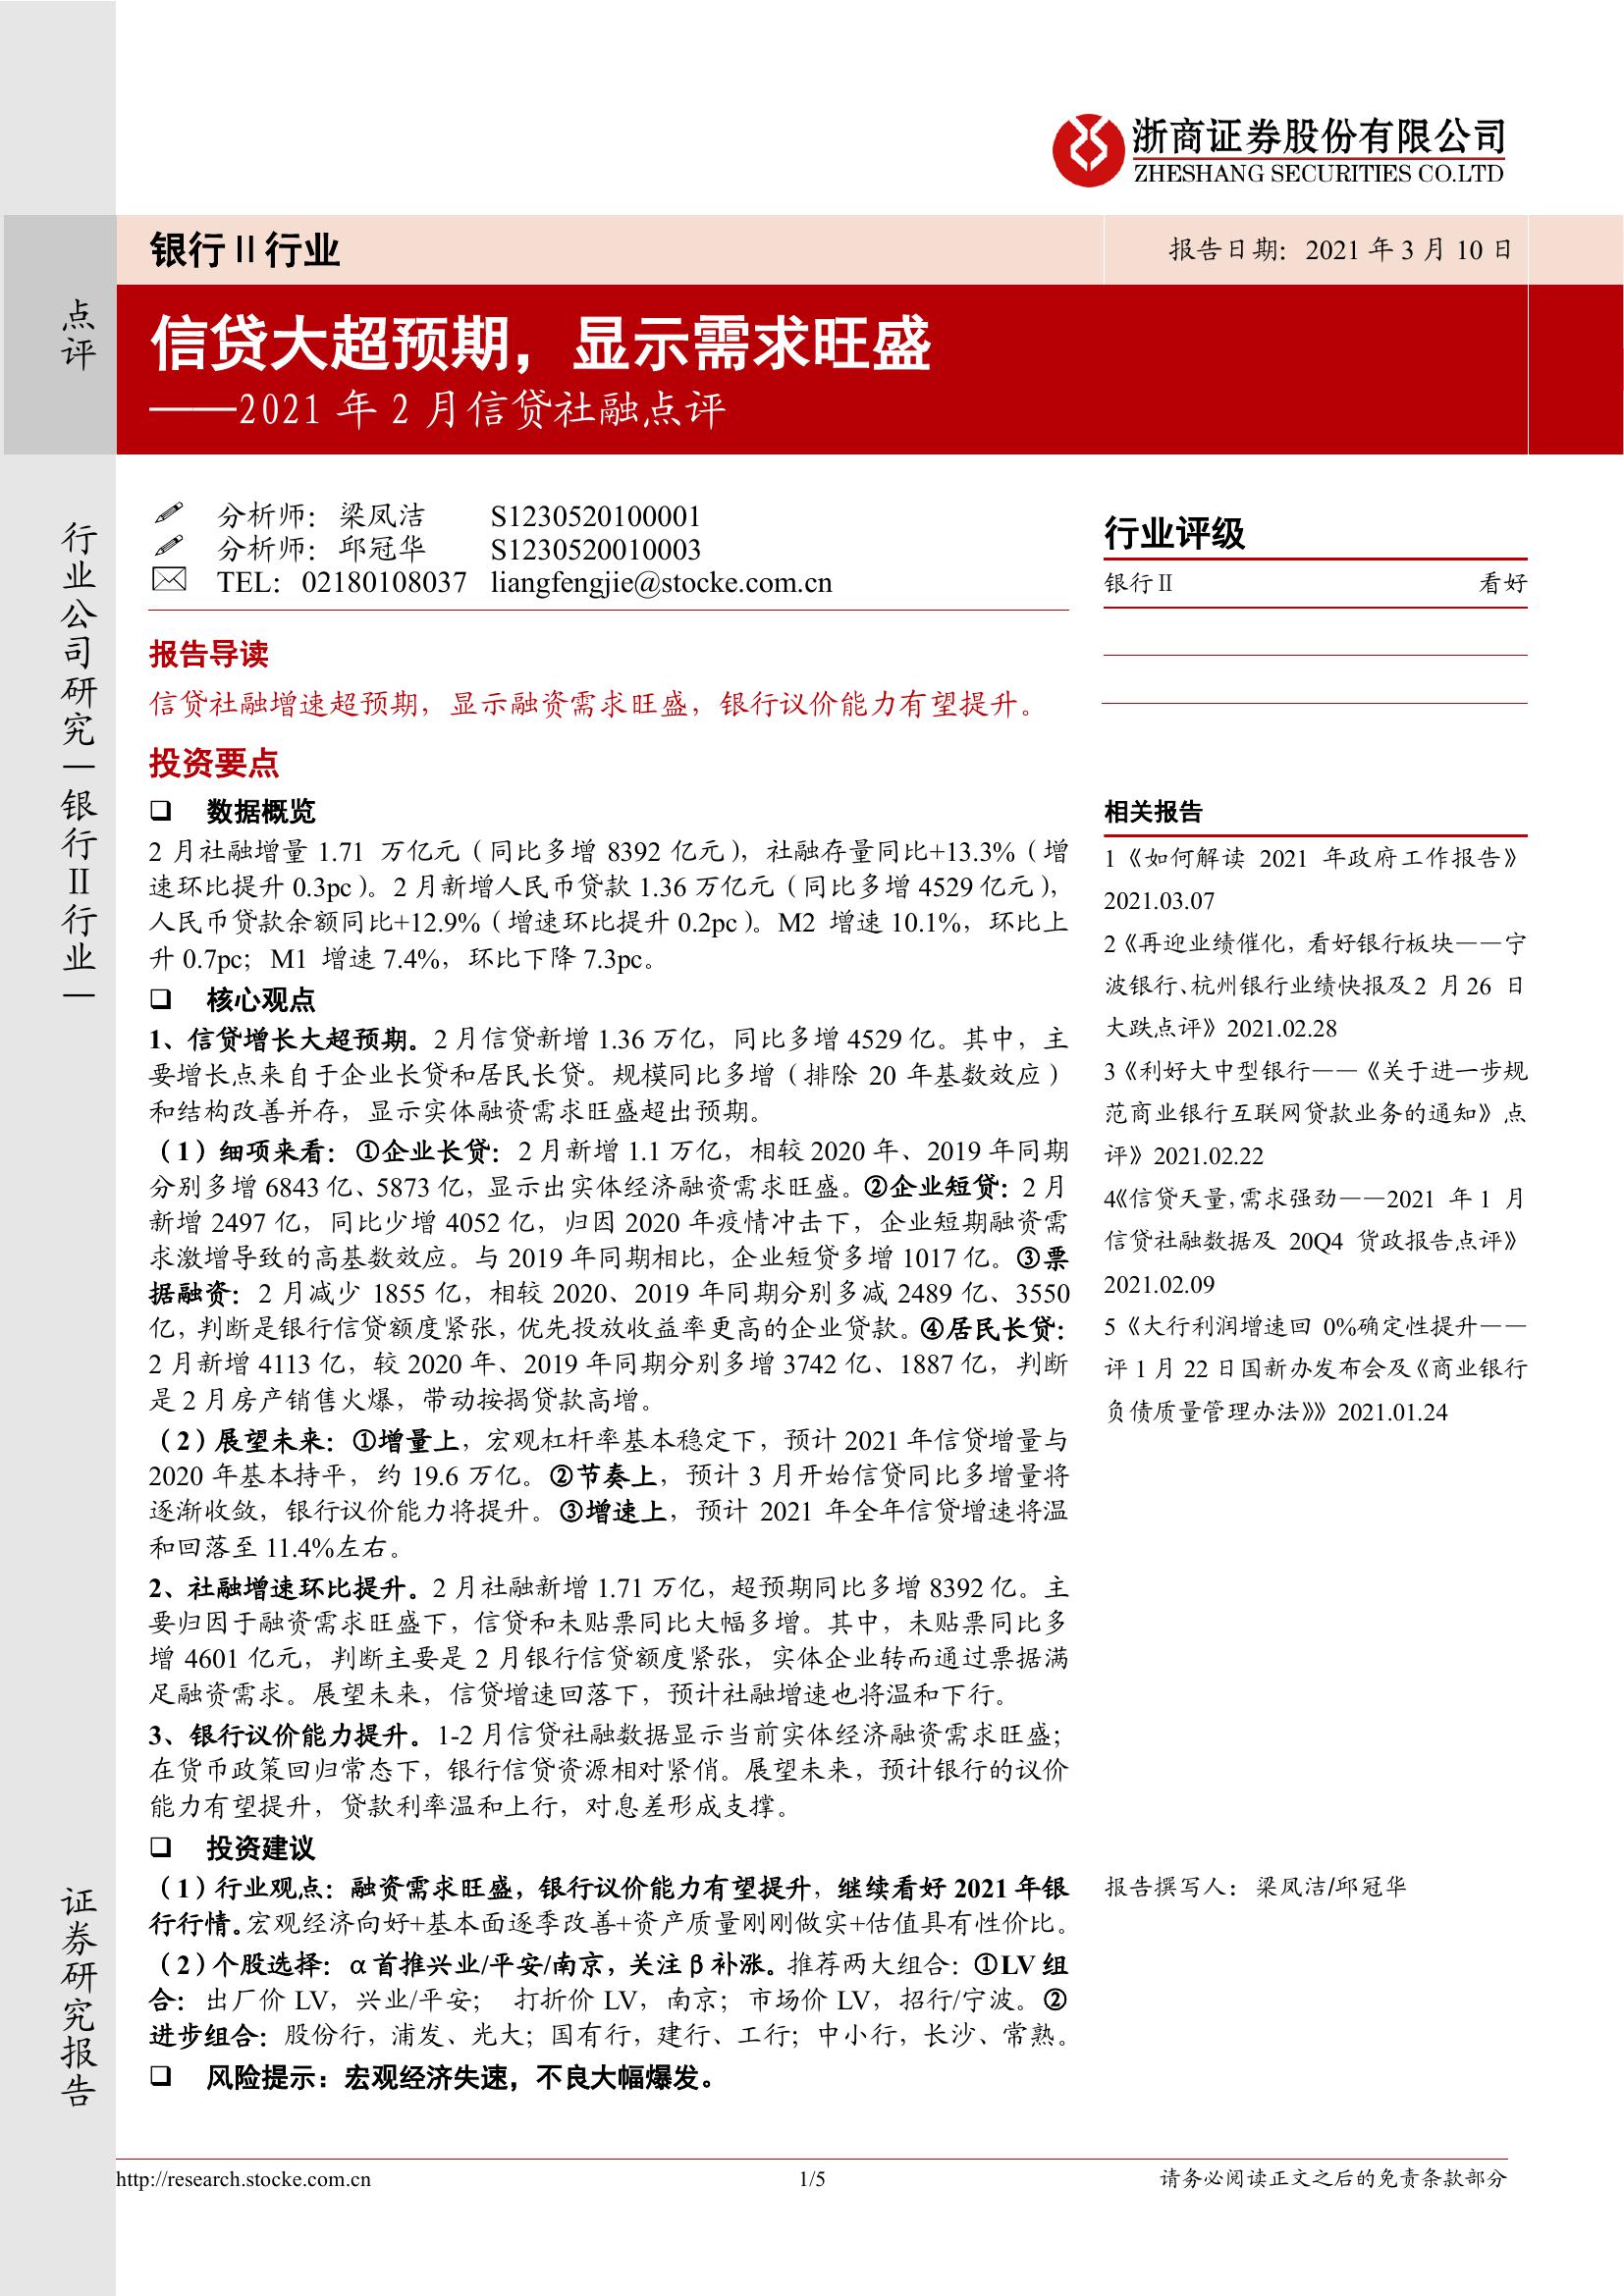 浙商证券股份有限公司
ZHESHANG SECURITIES CO.LTD
银行Ⅱ行业
报告日期：2021 年 3 月 10 日
点评
信贷大超预期，显示需求旺盛
——2021 年 2 月信贷社融点评
行业公司研究｜银行Ⅱ行业｜
证券研究报告
分析师：梁凤洁 S1230520100001
分析师：邱冠华 S1230520010003
TEL：02180108037 liangfengjie@stocke.com.cn
报告导读
信贷社融增速超预期，显示融资需求旺盛，银行议价能力有望提升。
投资要点
❑ 数据概览
2 月社融增量 1.71 万亿元（同比多增 8392 亿元），社融存量同比+13.3%（增
速环比提升 0.3pc）。2 月新增人民币贷款 1.36 万亿元（同比多增 4529 亿元），
人民币贷款余额同比+12.9%（增速环比提升 0.2pc）。M2 增速 10.1%，环比上
升 0.7pc；M1 增速 7.4%，环比下降 7.3pc。
❑ 核心观点
1、信贷增长大超预期。2 月信贷新增 1.36 万亿，同比多增 4529 亿。其中，主
要增长点来自于企业长贷和居民长贷。规模同比多增（排除 20 年基数效应）
和结构改善并存，显示实体融资需求旺盛超出预期。
（1）细项来看：①企业长贷：2 月新增 1.1 万亿，相较 2020 年、2019 年同期
分别多增 6843 亿、5873 亿，显示出实体经济融资需求旺盛。②企业短贷：2 月
新增 2497 亿，同比少增 4052 亿，归因 2020 年疫情冲击下，企业短期融资需
求激增导致的高基数效应。与 2019 年同期相比，企业短贷多增 1017 亿。③票
据融资：2 月减少 1855 亿，相较 2020、2019 年同期分别多减 2489 亿、3550
亿，判断是银行信贷额度紧张，优先投放收益率更高的企业贷款。④居民长贷：
2 月新增 4113 亿，较 2020 年、2019 年同期分别多增 3742 亿、1887 亿，判断
是 2 月房产销售火爆，带动按揭贷款高增。
（2）展望未来：①增量上，宏观杠杆率基本稳定下，预计 2021 年信贷增量与
2020 年基本持平，约 19.6 万亿。②节奏上，预计 3 月开始信贷同比多增量将
逐渐收敛，银行议价能力将提升。③增速上，预计 2021 年全年信贷增速将温
和回落至 11.4%左右。
2、社融增速环比提升。2 月社融新增 1.71 万亿，超预期同比多增 8392 亿。主
要归因于融资需求旺盛下，信贷和未贴票同比大幅多增。其中，未贴票同比多
增 4601 亿元，判断主要是 2 月银行信贷额度紧张，实体企业转而通过票据满
足融资需求。展望未来，信贷增速回落下，预计社融增速也将温和下行。
3、银行议价能力提升。1-2 月信贷社融数据显示当前实体经济融资需求旺盛；
在货币政策回归常态下，银行信贷资源相对紧俏。展望未来，预计银行的议价
能力有望提升，贷款利率温和上行，对息差形成支撑。
❑ 投资建议
（1）行业观点：融资需求旺盛，银行议价能力有望提升，继续看好 2021 年银
行行情。宏观经济向好+基本面逐季改善+资产质量刚刚做实+估值具有性价比。
（2）个股选择：α首推兴业/平安/南京，关注β补涨。推荐两大组合：①LV 组
合：出厂价 LV，兴业/平安； 打折价 LV，南京；市场价 LV，招行/宁波。②
进步组合：股份行，浦发、光大；国有行，建行、工行；中小行，长沙、常熟。
❑ 风险提示：宏观经济失速，不良大幅爆发。
行业评级
银行Ⅱ 看好
相关报告
1《如何解读 2021 年政府工作报告》
2021.03.07
2《再迎业绩催化，看好银行板块——宁
波银行、杭州银行业绩快报及 2 月 26 日
大跌点评》2021.02.28
3《利好大中型银行——《关于进一步规
范商业银行互联网贷款业务的通知》点
评》2021.02.22
4《信贷天量，需求强劲——2021 年 1 月
信贷社融数据及 20Q4 货政报告点评》
2021.02.09
5《大行利润增速回 0%确定性提升——
评 1 月 22 日国新办发布会及《商业银行
负债质量管理办法》》2021.01.24
报告撰写人：梁凤洁/邱冠华
http://research.stocke.com.cn 1/5 请务必阅读正文之后的免责条款部分